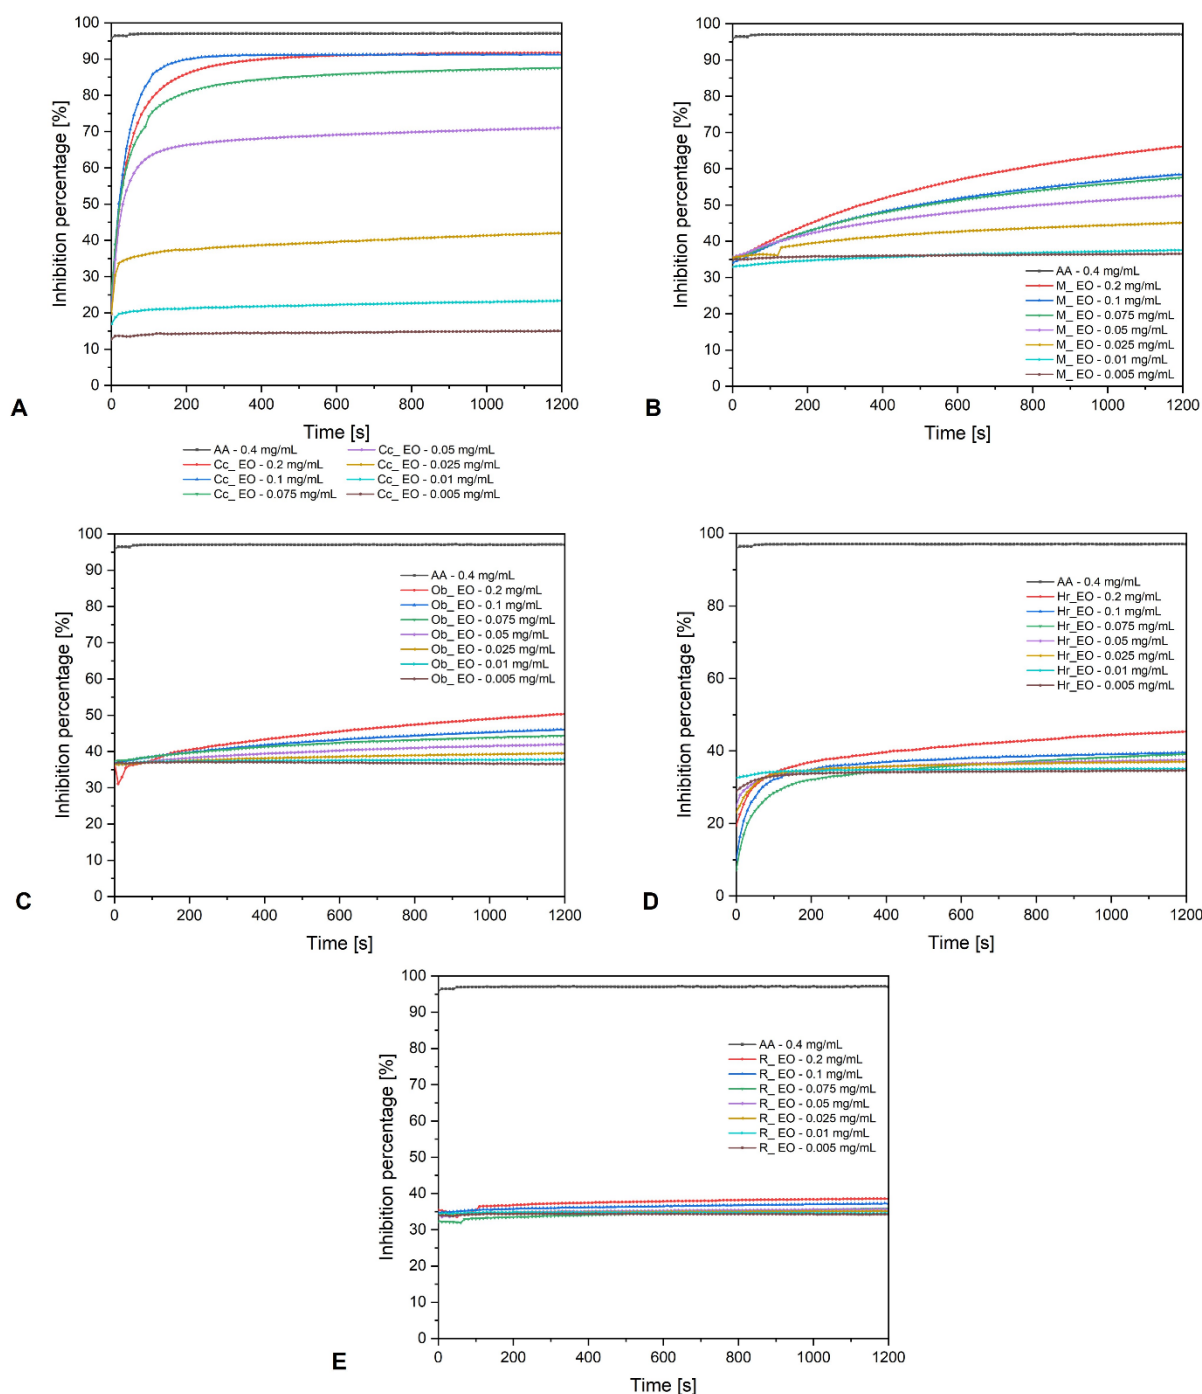 100
90
80
70
60
50
40
30
20
10
0
Inhibition percentage [%]
0 200 400 600 800 1000 1200
Time [s]
A
AA - 0.4 mg/mL
Cc_ EO - 0.2 mg/mL
Cc_ EO - 0.1 mg/mL
Cc_ EO - 0.075 mg/mL
Cc_ EO - 0.05 mg/mL
Cc_ EO - 0.025 mg/mL
Cc_ EO - 0.01 mg/mL
Cc_ EO - 0.005 mg/mL
100
90
80
70
60
50
40
30
20
10
0
Inhibition percentage [%]
AA - 0.4 mg/mL
M_ EO - 0.2 mg/mL
M_ EO - 0.1 mg/mL
M_ EO - 0.075 mg/mL
M_ EO - 0.05 mg/mL
M_ EO - 0.025 mg/mL
M_ EO - 0.01 mg/mL
M_ EO - 0.005 mg/mL
0 200 400 600 800 1000 1200
Time [s]
B
100
90
80
70
60
50
40
30
20
10
0
Inhibition percentage [%]
AA - 0.4 mg/mL
Ob_ EO - 0.2 mg/mL
Ob_ EO - 0.1 mg/mL
Ob_ EO - 0.075 mg/mL
Ob_ EO - 0.05 mg/mL
Ob_ EO - 0.025 mg/mL
Ob_ EO - 0.01 mg/mL
Ob_ EO - 0.005 mg/mL
0 200 400 600 800 1000 1200
Time [s]
C
100
80
60
40
20
0
Inhibition percentage [%]
AA - 0.4 mg/mL
Hr_EO - 0.2 mg/mL
Hr_EO - 0.1 mg/mL
Hr_EO - 0.075 mg/mL
Hr_EO - 0.05 mg/mL
Hr_EO - 0.025 mg/mL
Hr_EO - 0.01 mg/mL
Hr_EO - 0.005 mg/mL
0 200 400 600 800 1000 1200
Time [s]
D
100
90
80
70
60
50
40
30
20
10
0
Inhibition percentage [%]
AA - 0.4 mg/mL
R_ EO - 0.2 mg/mL
R_ EO - 0.1 mg/mL
R_ EO - 0.075 mg/mL
R_ EO - 0.05 mg/mL
R_ EO - 0.025 mg/mL
R_ EO - 0.01 mg/mL
R_ EO - 0.005 mg/mL
0 200 400 600 800 1000 1200
Time [s]
E